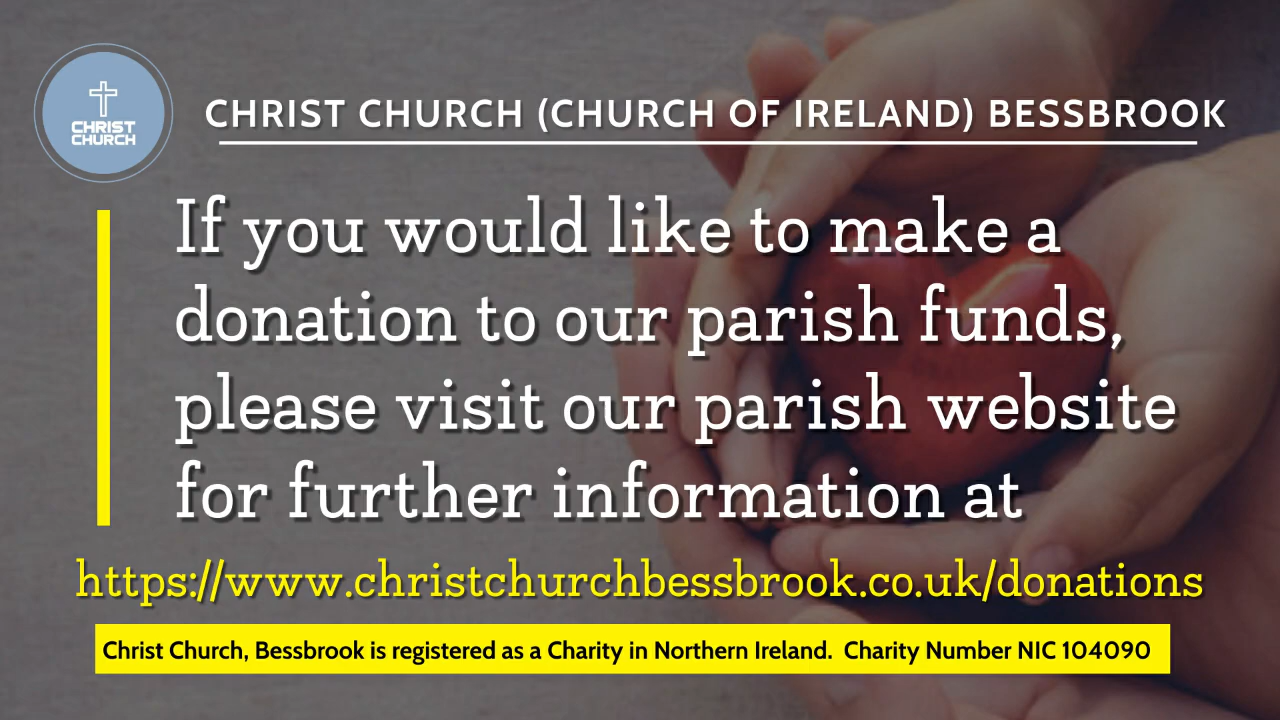 CHRIST
CHURCH
CHRIST CHURCH (CHURCH OF IRELAND) BESSBROOK
If you would like to make a
donation to our parish funds,
please visit our parish website
for further information at
https://www.christchurchbessbrook.co.uk/donations
Christ Church, Bessbrook is registered as a Charity in Northern Ireland.  Charity Number NIC 104090